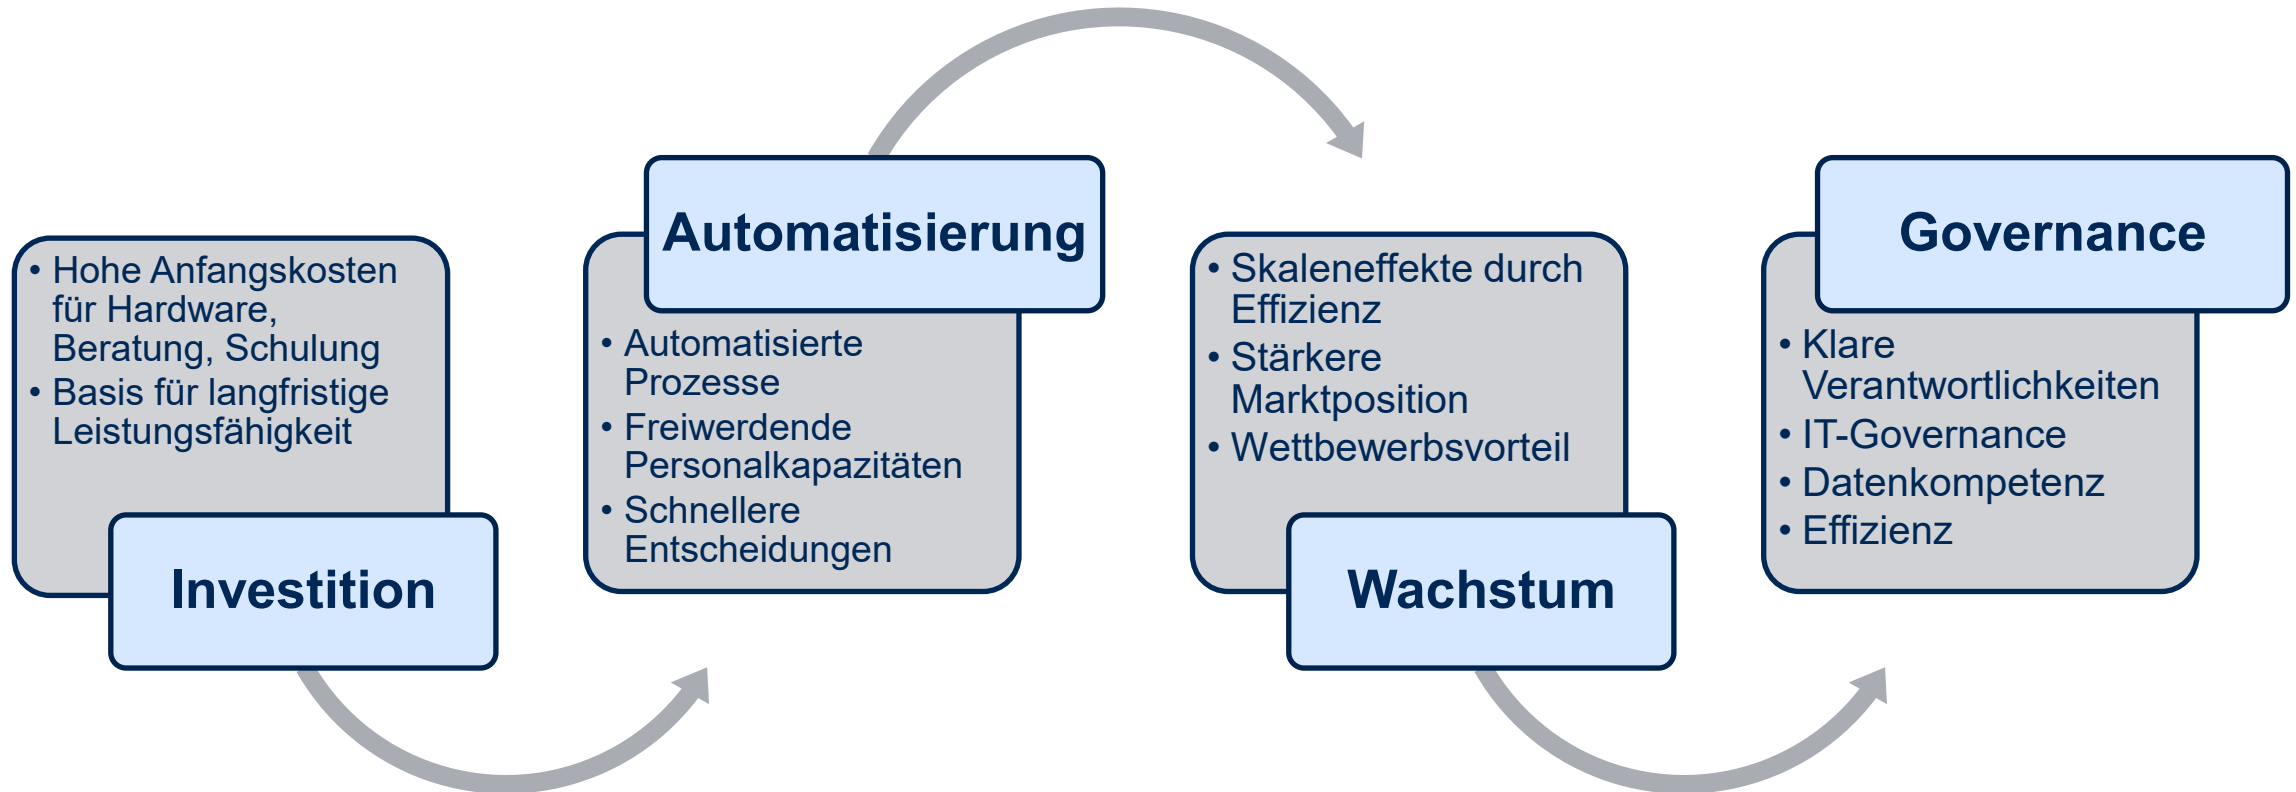 • Hohe Anfangskosten
für Hardware,
Beratung, Schulung
• Basis für langfristige
Leistungsfähigkeit
Investition
Automatisierung
• Automatisierte
Prozesse
• Freiwerdende
Personalkapazitäten
• Schnellere
Entscheidungen
• Skaleneffekte durch
Effizienz
• Stärkere
Marktposition
• Wettbewerbsvorteil
Wachstum
Governance
• Klare
Verantwortlichkeiten
• IT-Governance
• Datenkompetenz
• Effizienz